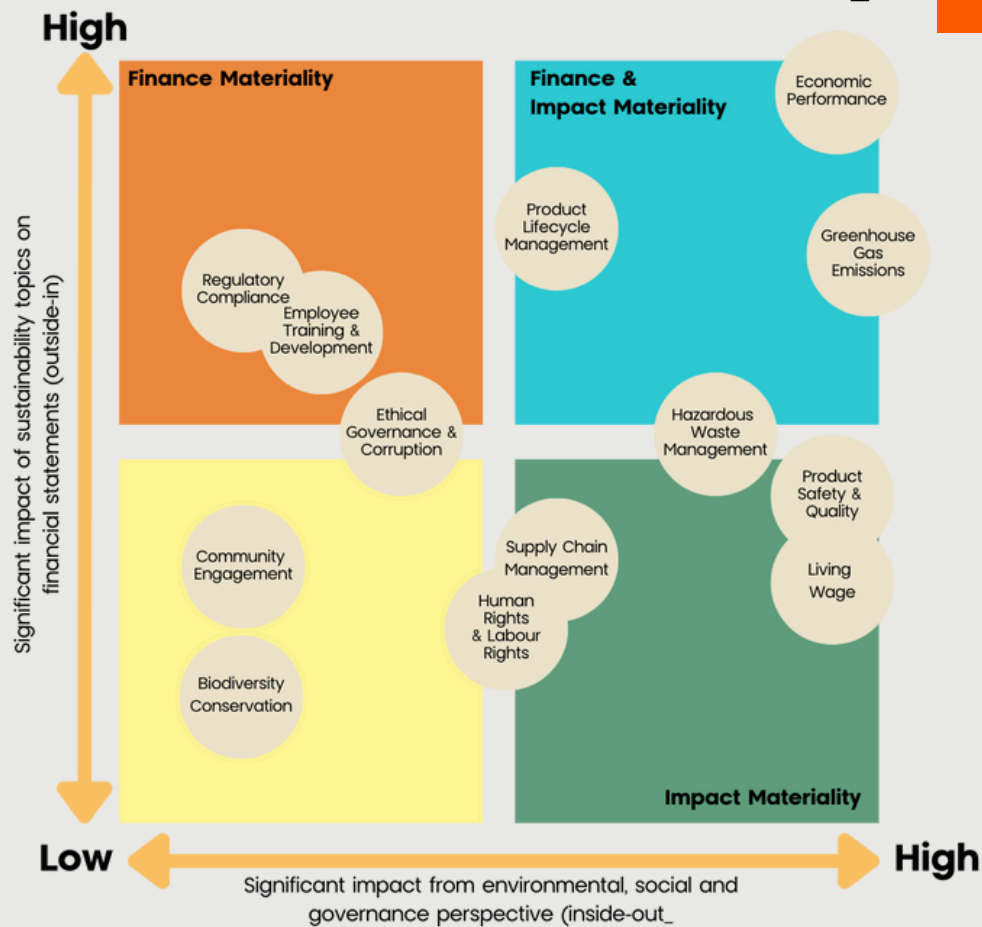 High
Finance Materiality
Finance &
Impact Materiality
Economic
Performance
Product
Lifecycle
Management
Greenhouse
Gas
Emissions
Regulatory
Compliance
Employee
Training &
Development
Ethical
Governance &
Corruption
Hazardous
Waste
Management
Product
Safety &
Quality
Living
Wage
Supply Chain
Management
Human
Rights
& Labour
Rights
Community
Engagement
Biodiversity
Conservation
Impact Materiality
Significant impact of sustainability topics on
financial statements (outside-in)
Low
High
Significant impact from environmental, social and
governance perspective (inside-out_